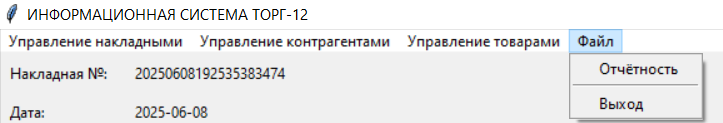 ИНФОРМАЦИОННАЯ СИСТЕМА ТОРГ-12
Управление накладными Управление контрагентами Управление товарами Файл
Накладная №: 20250608192535383474
Отчётность
Выход
Дата: 2025-06-08